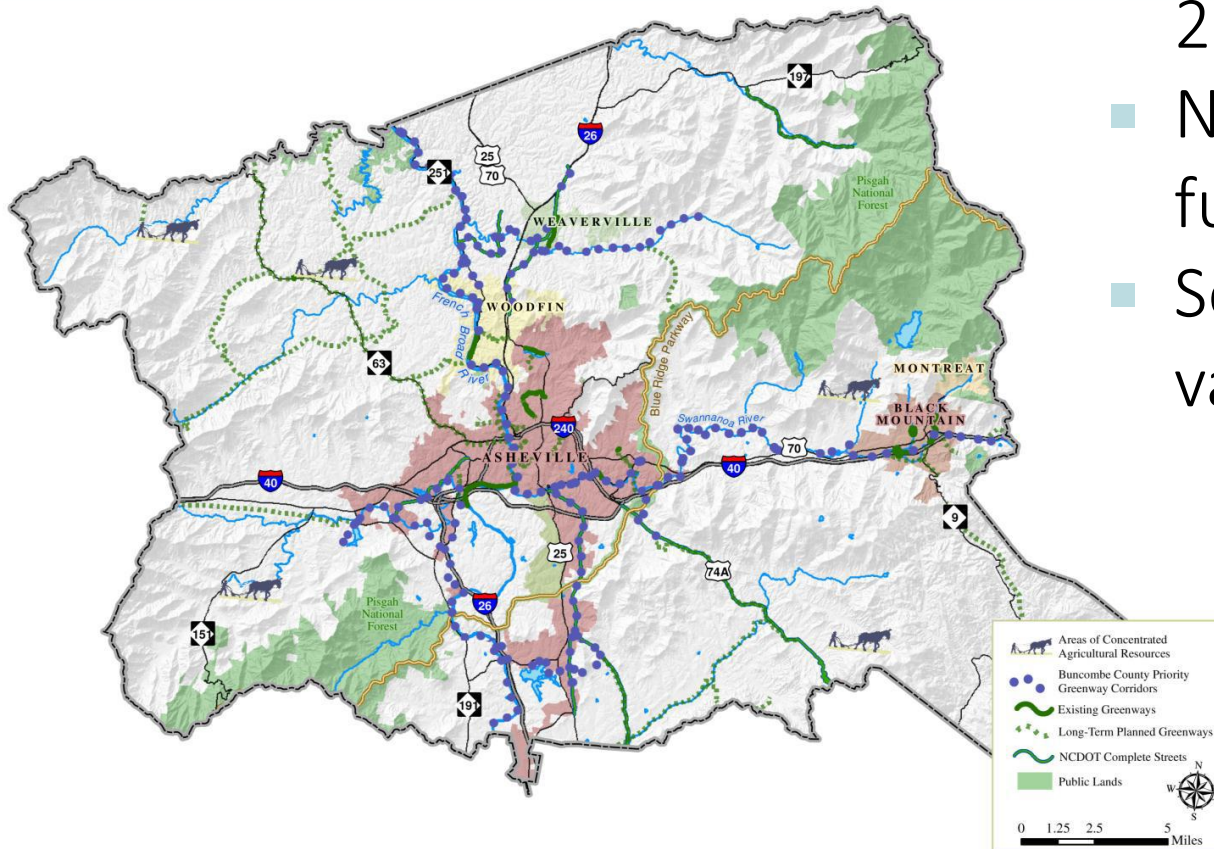 2
N
fu
S
va
197
26
25
70
251
Pisgah
National
Forest
WEAVERVILLE
WOODFIN
French Broad
River
63
Blue Ridge Parkway
MONTREAT
BLACK
MOUNTAIN
Swannanoa River
240
70
40
ASHEVILLE
40
9
25
74A
26
Pisgah
National
Forest
151
191
Areas of Concentrated
Agricultural Resources
Buncombe County Priority
Greenway Corridors
Existing Greenways
Long-Term Planned Greenways
NCDOT Complete Streets
Public Lands
N
W
S
0 1.25 2.5 5
Miles